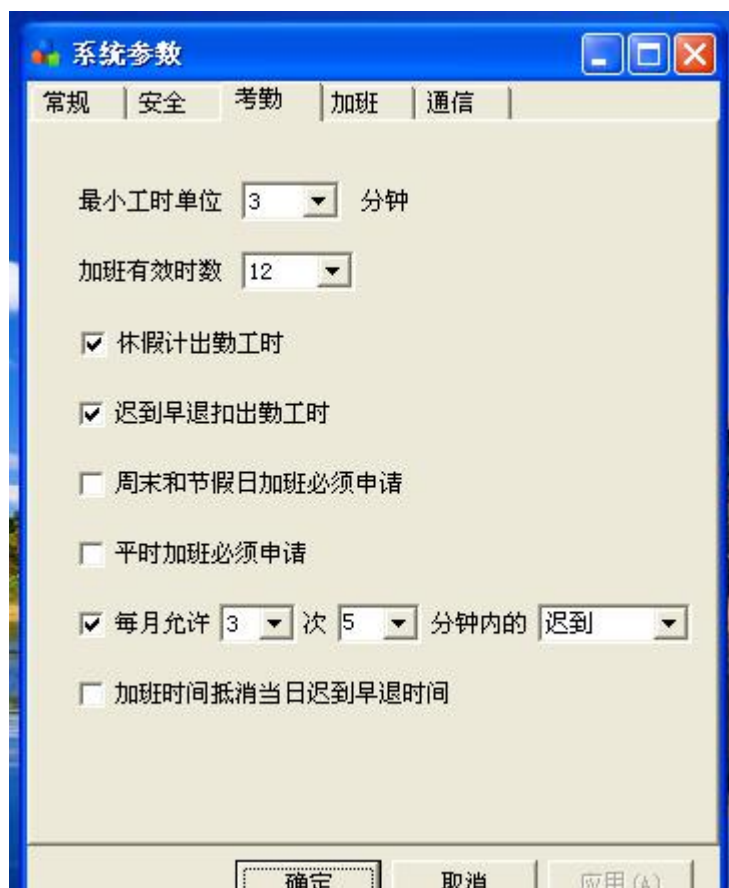 系统参数
常规 安全 考勤 加班 通信
最小工时单位 3 分钟
加班有效时数 12
休假计出勤工时
迟到早退扣出勤工时
周末和节假日加班必须申请
平时加班必须申请
每月允许 3 次 5 分钟内的 迟到
加班时间抵消当日迟到早退时间
确定 取消 应用(A)